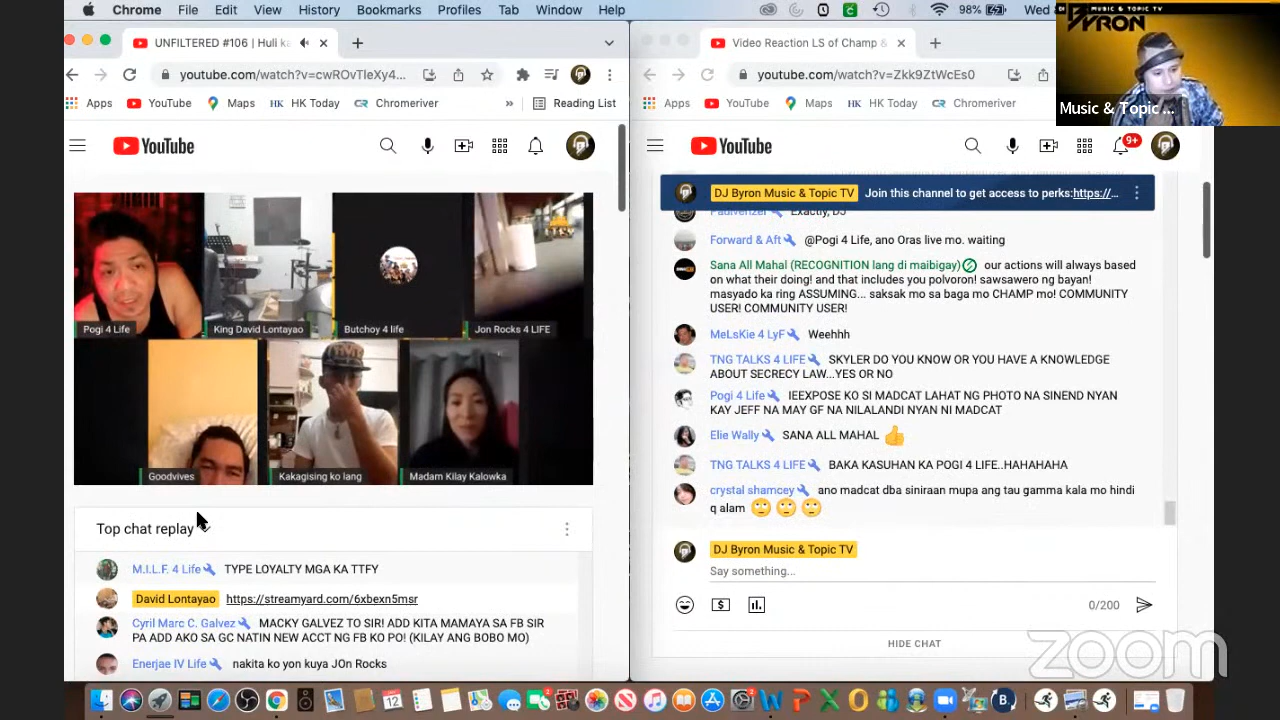 Chrome File Edit View History Bookmarks Profiles Tab Window Help
98%
Wed
MUSIC & TOPIC TV
BYRON
Music & Topic ...
UNFILTERED #106 | Huli ka
youtube.com/watch?v=cwROvTleXy4...
Apps YouTube Maps HK Today Chromeriver » Reading List
YouTube
Pogi 4 Life
King David Lontayao
Butchoy 4 life
Jon Rocks 4 LIFE
Goodvives
Kakagising ko lang
Madam Kilay Kalowka
Top chat replay
M.I.L.F. 4 Life TYPE LOYALTY MGA KA TTFY
David Lontayao https://streamyard.com/6xbexn5msr
Cyril Marc C. Galvez MACKY GALVEZ TO SIR! ADD KITA MAMAYA SA FB SIR
PA ADD AKO SA GC NATIN NEW ACCT NG FB KO PO! (KILAY ANG BOBO MO)
Enerjae IV Life nakita ko yon kuya JOn Rocks
Video Reaction LS of Champ &
youtube.com/watch?v=Zkk9ZtWcEs0
Apps YouTube Maps HK Today Chromeriver
YouTube
9+
DJ Byron Music & Topic TV Join this channel to get access to perks:https://...
Exactly, DJ
Forward & Aft @Pogi 4 Life, ano Oras live mo. waiting
Sana All Mahal (RECOGNITION lang di maibigay) our actions will always based
on what their doing! and that includes you polvoron! sawsawero ng bayan!
masyado ka ring ASSUMING... saksak mo sa baga mo CHAMP mo! COMMUNITY
USER! COMMUNITY USER!
MeLsKie 4 LyF Weehhh
TNG TALKS 4 LIFE SKYLER DO YOU KNOW OR YOU HAVE A KNOWLEDGE
ABOUT SECRECY LAW...YES OR NO
Pogi 4 Life IEEXPOSE KO SI MADCAT LAHAT NG PHOTO NA SINEND NYAN
KAY JEFF NA MAY GF NA NILALANDI NYAN NI MADCAT
Elie Wally SANA ALL MAHAL 👍
TNG TALKS 4 LIFE BAKA KASUHAN KA POGI 4 LIFE..HAHAHAHA
crystal shamcey ano madcat dba siniraan mupa ang tau gamma kala mo hindi
q alam 🙄 🙄 🙄
DJ Byron Music & Topic TV
Say something...
0/200
HIDE CHAT
zoom